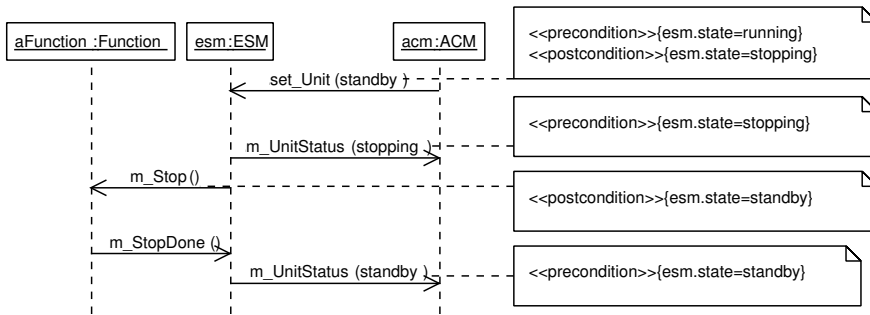 aFunction :Function
esm:ESM
acm:ACM
<<precondition>>{esm.state=running}
<<postcondition>>{esm.state=stopping}
set_Unit (standby )
<<precondition>>{esm.state=stopping}
m_UnitStatus (stopping )
m_Stop ()
<<postcondition>>{esm.state=standby}
m_StopDone ()
m_UnitStatus (standby )
<<precondition>>{esm.state=standby}